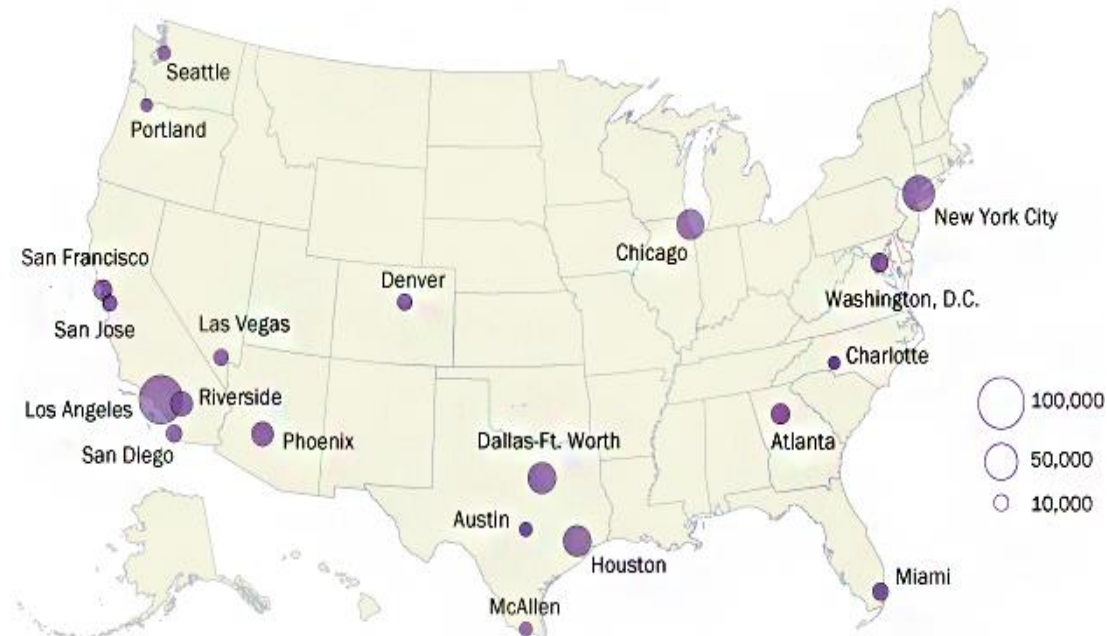 Seattle
Portland
New York City
Chicago
San Francisco
Denver
Washington, D.C.
San Jose
Las Vegas
Charlotte
Riverside
Los Angeles
100,000
Phoenix
Dallas-Ft. Worth
Atlanta
San Diego
50,000
10,000
Austin
Houston
Miami
McAllen